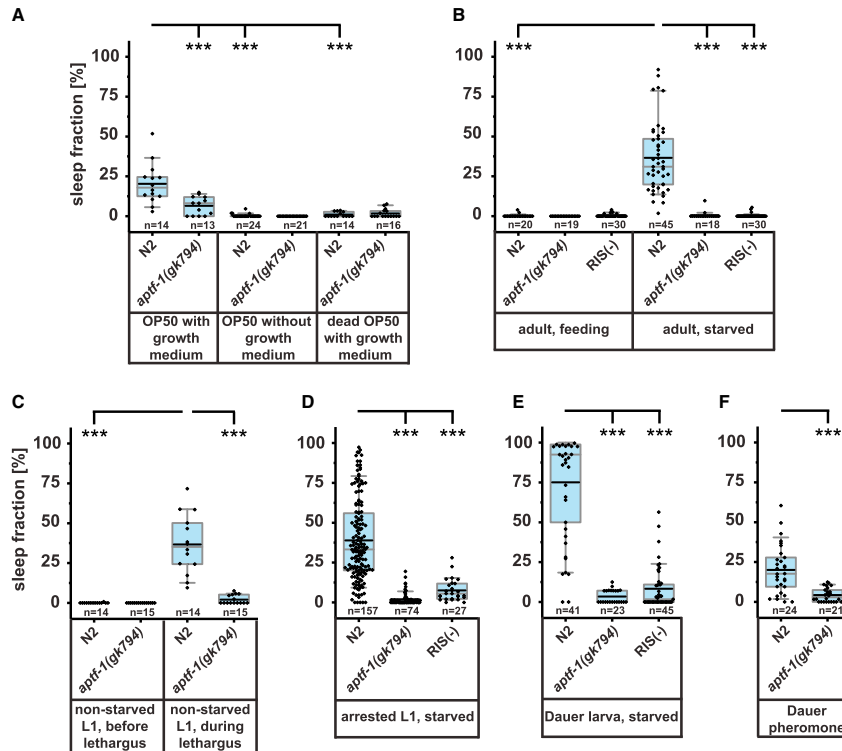 A
***
***
***
sleep fraction [%]
100
75
50
25
0
n=14
n=13
n=24
n=21
n=14
n=16
N2
aptf-1(gk794)
N2
aptf-1(gk794)
N2
aptf-1(gk794)
OP50 with
growth
medium
OP50 without
growth
medium
dead OP50
with growth
medium
B
***
***
***
100
75
50
25
0
n=20
n=19
n=30
n=45
n=18
n=30
N2
aptf-1(gk794)
RIS(-)
N2
aptf-1(gk794)
RIS(-)
adult, feeding
adult, starved
C
***
***
sleep fraction [%]
100
75
50
25
0
n=14
n=15
n=14
n=15
N2
aptf-1(gk794)
N2
aptf-1(gk794)
non-starved
L1, before
lethargus
non-starved
L1, during
lethargus
D
***
***
100
75
50
25
0
n=157
n=74
n=27
N2
aptf-1(gk794)
RIS(-)
arrested L1, starved
E
***
***
100
75
50
25
0
n=41
n=23
n=45
N2
aptf-1(gk794)
RIS(-)
Dauer larva, starved
F
***
100
75
50
25
0
n=24
n=21
N2
aptf-1(gk794)
Dauer
pheromone